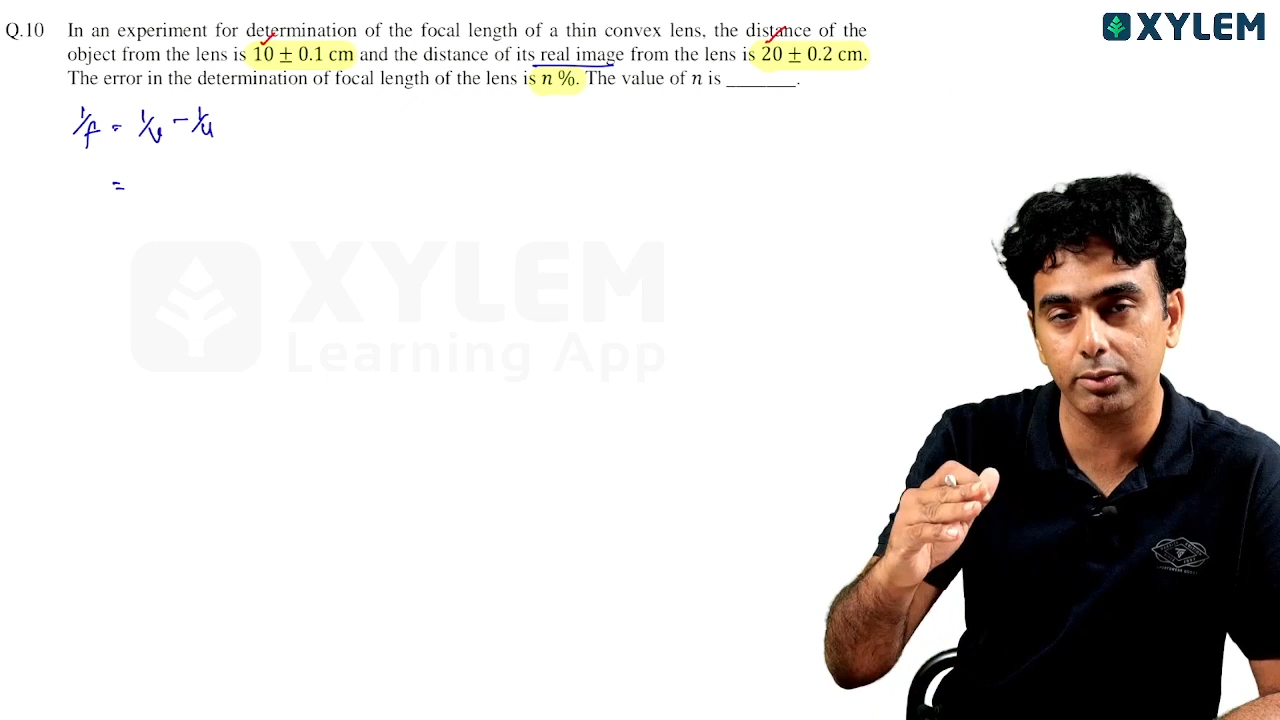 Q.10 In an experiment for determination of the focal length of a thin convex lens, the distance of the
object from the lens is 10 ± 0.1 cm and the distance of its real image from the lens is 20 ± 0.2 cm.
The error in the determination of focal length of the lens is n %. The value of n is _______.
XYLEM
1/f = 1/v - 1/u
=
XYLEM
Learning App